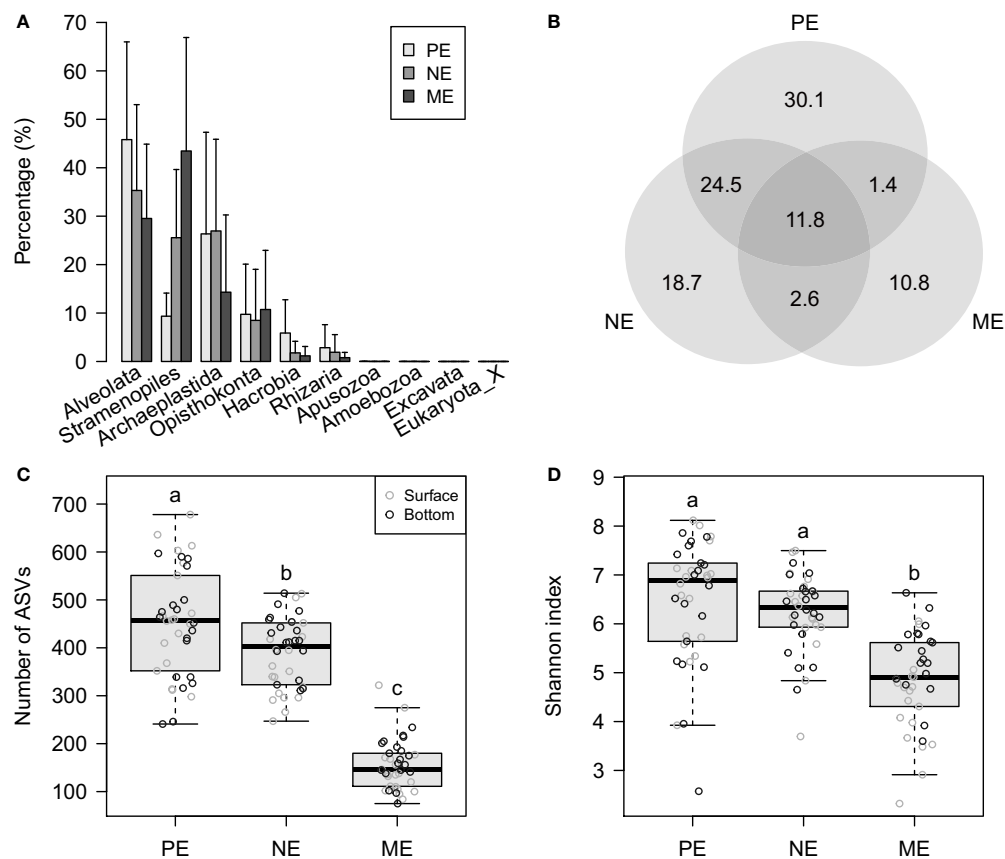 A
70
60
50
40
30
20
10
0
Percentage (%)
PE
NE
ME
Alveolata
Stramenopiles
Archaeplastida
Opisthokonta
Hacrobia
Rhizaria
Apusozoa
Amoebozoa
Excavata
Eukaryota_X
B
PE
30.1
24.5
1.4
11.8
18.7
10.8
2.6
NE
ME
C
700
600
500
400
300
200
100
Number of ASVs
a
b
c
Surface
Bottom
PE
NE
ME
D
9
8
7
6
5
4
3
Shannon index
a
a
b
PE
NE
ME